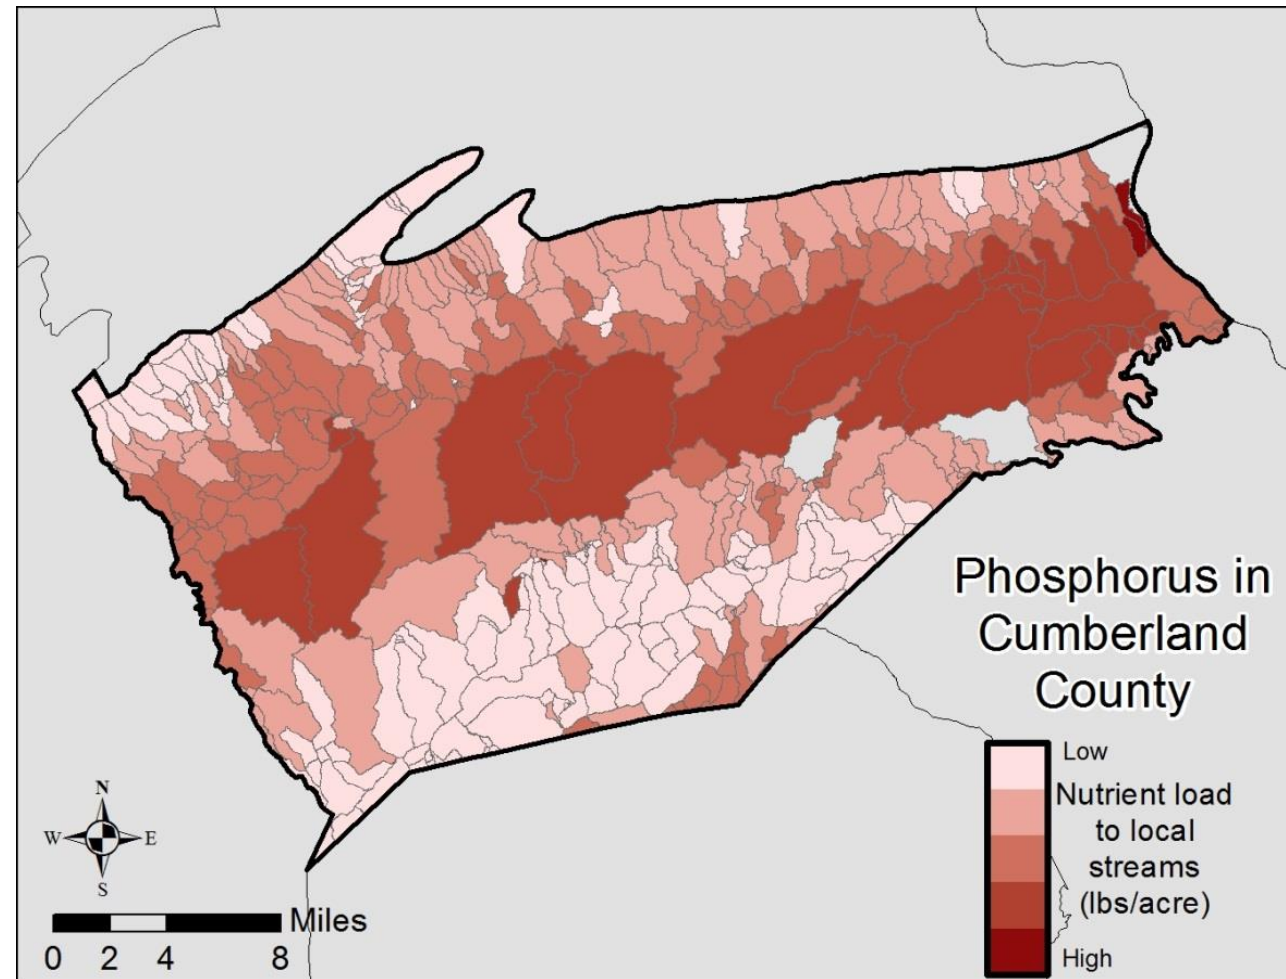 Phosphorus in
Cumberland
County
Low
Nutrient load
to local
streams
(lbs/acre)
High
N
W E
S
Miles
0 2 4 8